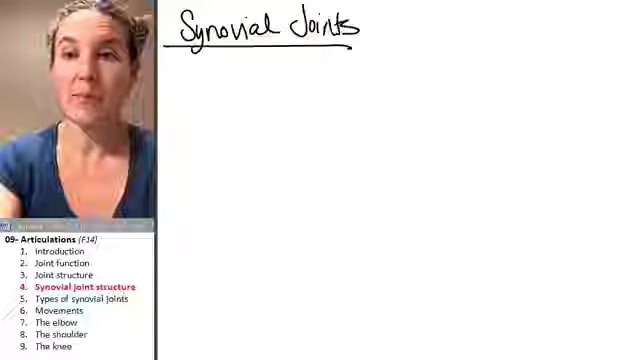 Synovial Joints
09- Articulations (F14)
1. Introduction
2. Joint function
3. Joint structure
4. Synovial joint structure
5. Types of synovial joints
6. Movements
7. The elbow
8. The shoulder
9. The knee